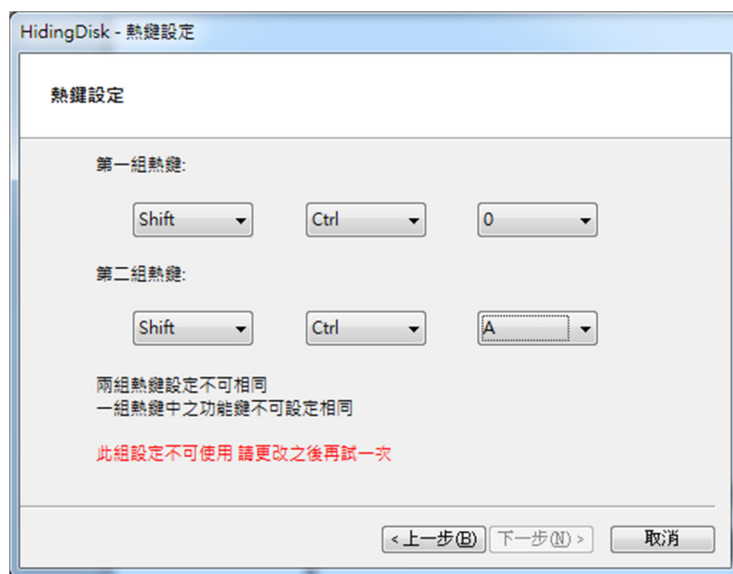 HidingDisk - 熱鍵設定
熱鍵設定
第一組熱鍵:
Shift Ctrl 0
第二組熱鍵:
Shift Ctrl A
兩組熱鍵設定不可相同
一組熱鍵中之功能鍵不可設定相同
此組設定不可使用 請更改之後再試一次
< 上一步(B) 下一步(N) > 取消